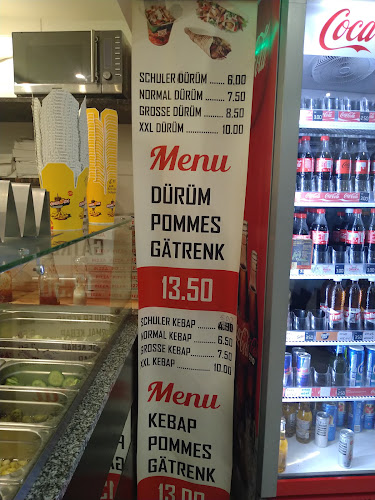 SCHULER DÜRÜM ........ 6.00
NORMAL DÜRÜM ........ 7.50
GROSSE DÜRÜM ........ 8.50
XXL DÜRÜM ........ 10.00
Menu
DÜRÜM
POMMES
GÄTRENK
13.50
SCHULER KEBAP ........
NORMAL KEBAP ........ 6.50
GROSSE KEBAP ........ 7.50
XXL KEBAP ........ 10.00
Menu
KEBAP
POMMES
GÄTRENK
13.00
Coca